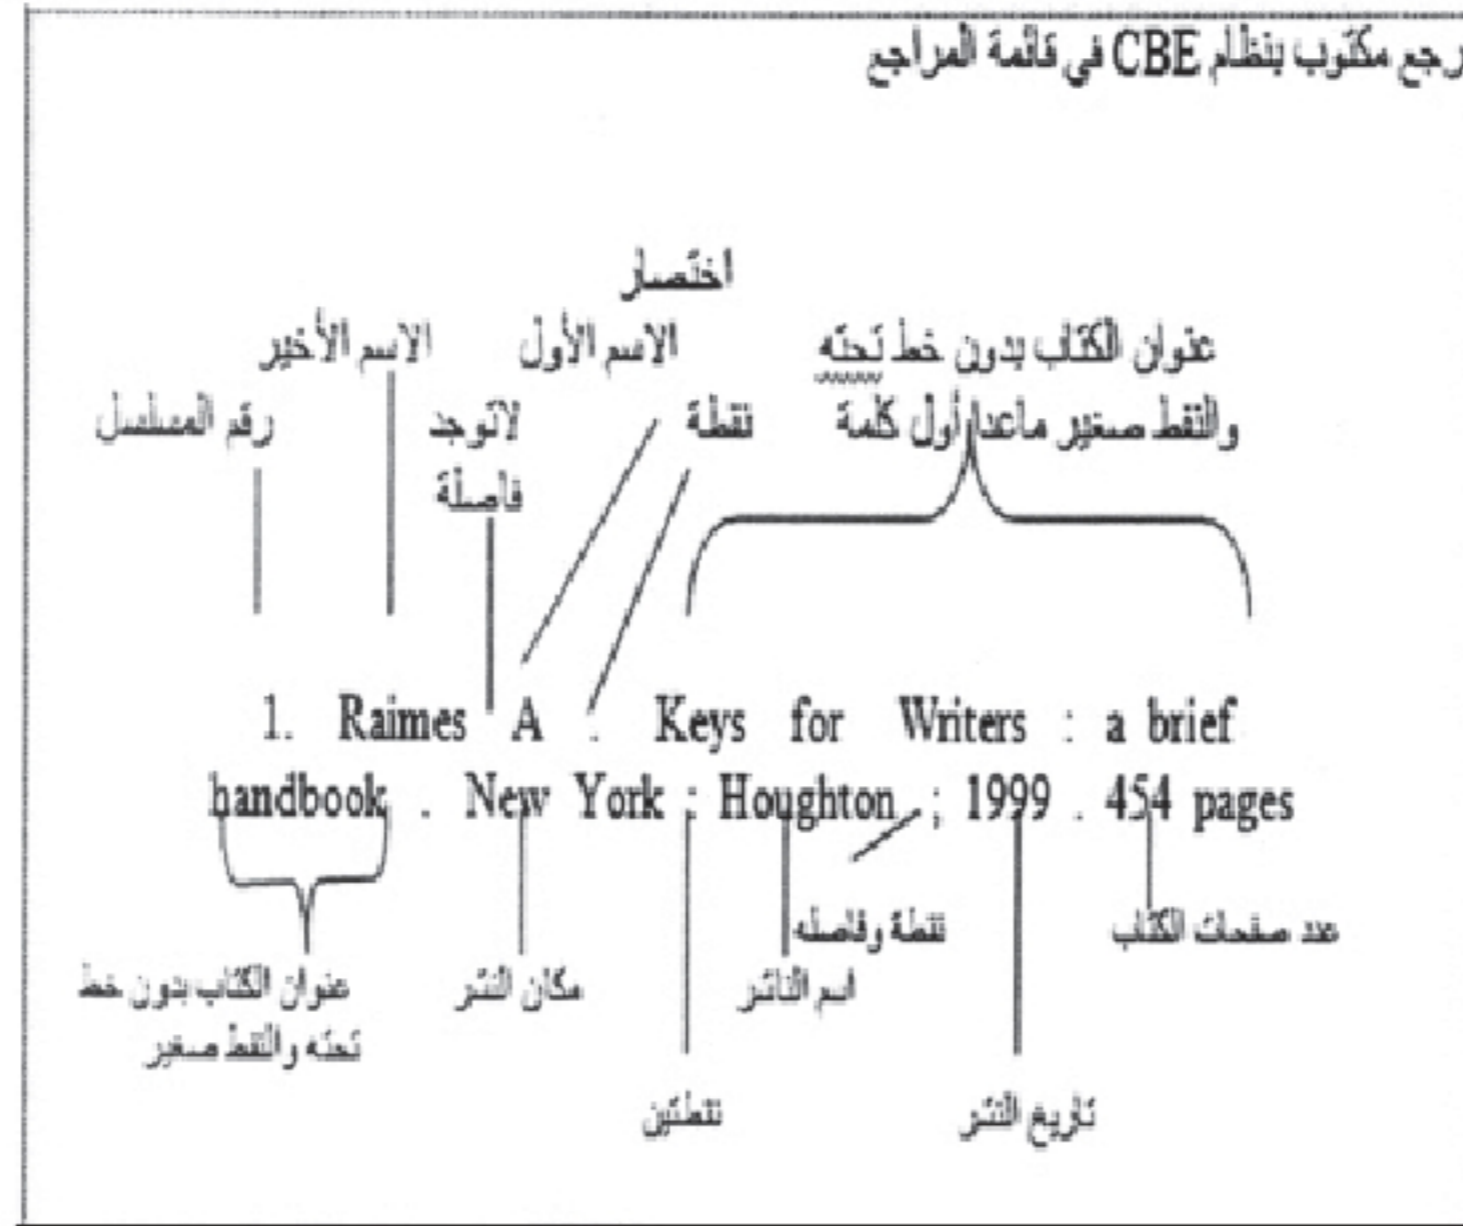 رجع مكتوب بنظام CBE في قائمة المراجع
اختصار
الاسم الأول
الاسم الأخير
عنوان الكتاب بدون خط تحته
والنقط صغير ماعدا أول كلمة
رقم المسلسل
لاتوجد
فاصلة
نقطة
1. Raimes A . Keys for Writers : a brief
handbook . New York : Houghton ; 1999 . 454 pages
عنوان الكتاب بدون خط
تحته والنقط صغير
مكان النشر
نقطتين
اسم الناشر
نقطة وفاصله
تاريخ النشر
عدد صفحات الكتاب